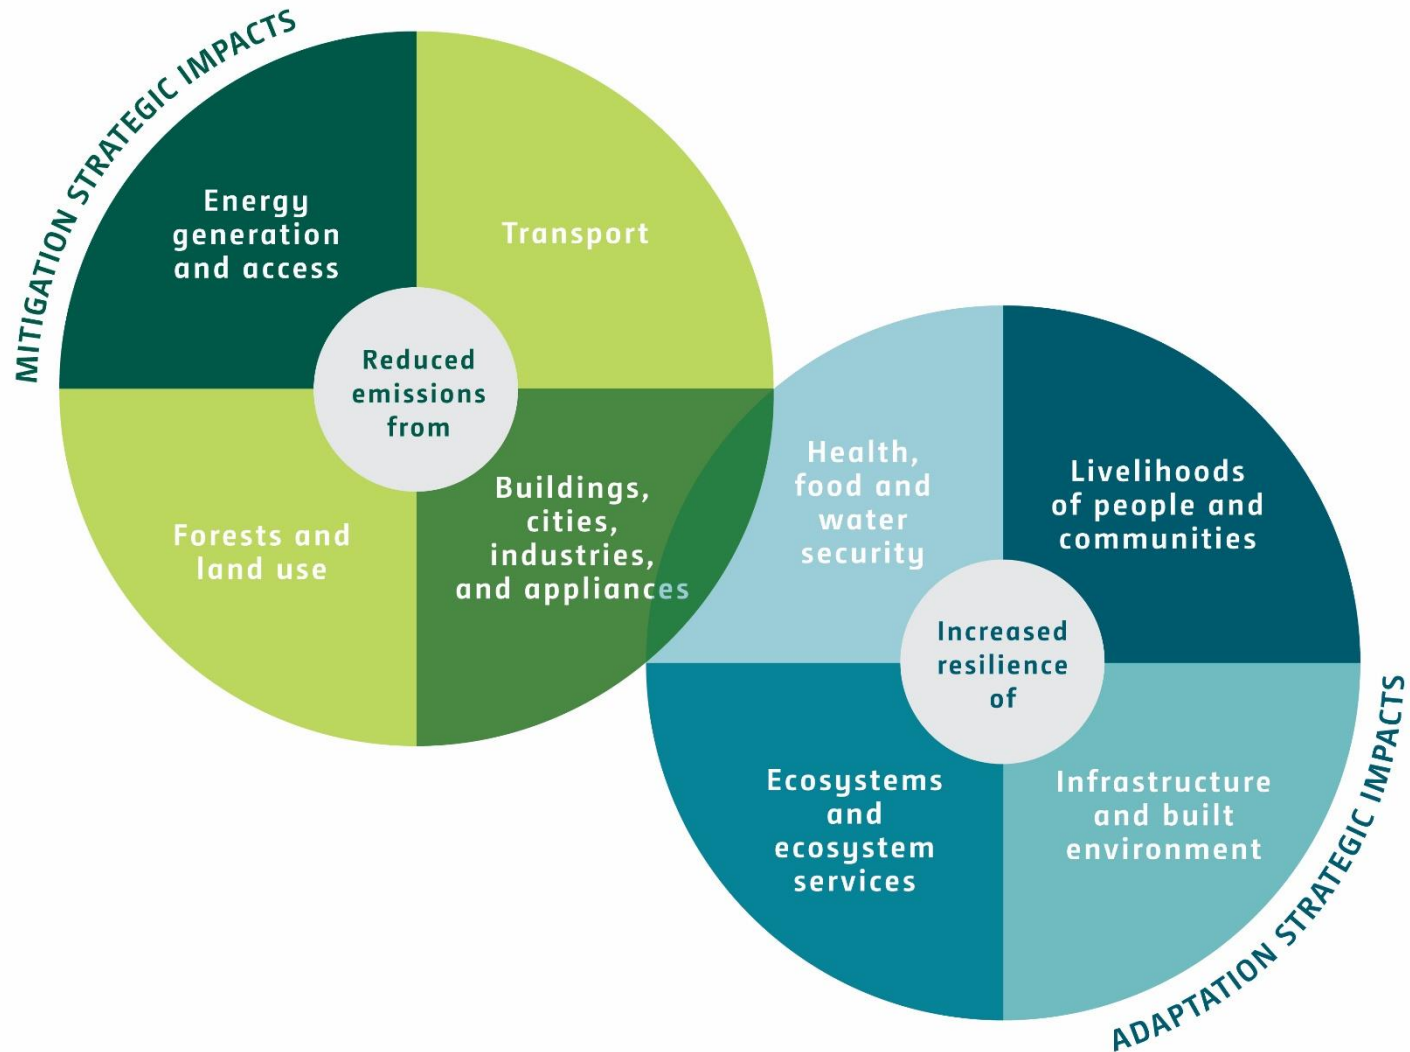 MITIGATION STRATEGIC IMPACTS
Energy
generation
and access
Transport
Reduced
emissions
from
Forests and
land use
Buildings,
cities,
industries,
and appliances
Health,
food and
water
security
Livelihoods
of people and
communities
Increased
resilience
of
Ecosystems
and
ecosystem
services
Infrastructure
and built
environment
ADAPTATION STRATEGIC IMPACTS